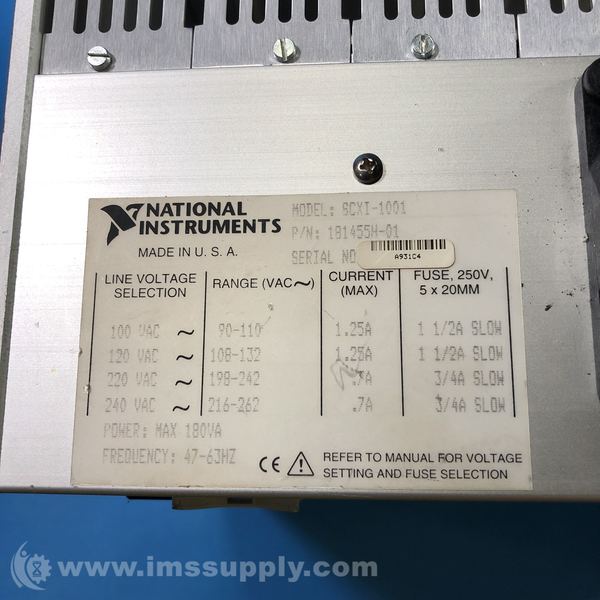 NATIONAL INSTRUMENTS
MADE IN U. S. A.
MODEL: SCXI-1001
P/N: 181455H-01
SERIAL NO
A931C4
LINE VOLTAGE SELECTION RANGE (VAC~) CURRENT (MAX) FUSE, 250V, 5 x 20MM
100 VAC ~ 90-110 1.25A 1 1/2A SLOW
120 VAC ~ 108-132 1.25A 1 1/2A SLOW
220 VAC ~ 198-242 .7A 3/4A SLOW
240 VAC ~ 216-262 .7A 3/4A SLOW
POWER: MAX 180VA
FREQUENCY: 47-63HZ
CE REFER TO MANUAL FOR VOLTAGE
SETTING AND FUSE SELECTION
www.imssupply.com